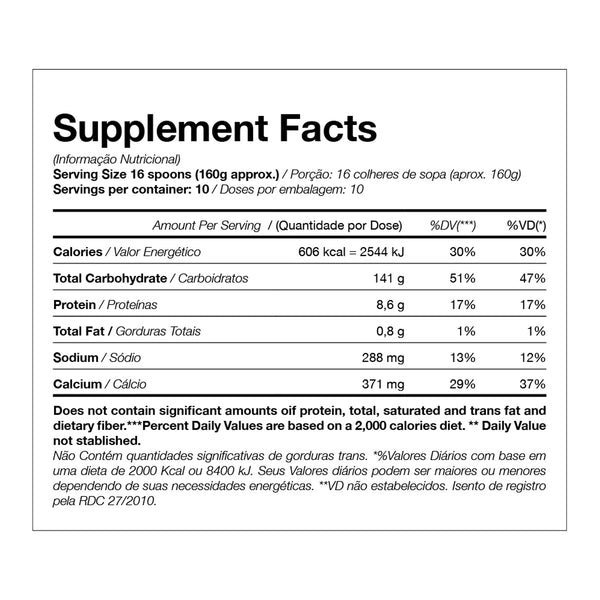 Supplement Facts
(Informação Nutricional)
Serving Size 16 spoons (160g approx.) / Porção: 16 colheres de sopa (aprox. 160g)
Servings per container: 10 / Doses por embalagem: 10
Amount Per Serving / (Quantidade por Dose) %DV(***) %VD(*)
Calories / Valor Energético 606 kcal = 2544 kJ 30% 30%
Total Carbohydrate / Carboidratos 141 g 51% 47%
Protein / Proteínas 8,6 g 17% 17%
Total Fat / Gorduras Totais 0,8 g 1% 1%
Sodium / Sódio 288 mg 13% 12%
Calcium / Cálcio 371 mg 29% 37%
Does not contain significant amounts oif protein, total, saturated and trans fat and
dietary fiber.***Percent Daily Values are based on a 2,000 calories diet. ** Daily Value
not stablished.
Não Contém quantidades significativas de gorduras trans. *%Valores Diários com base em
uma dieta de 2000 Kcal ou 8400 kJ. Seus Valores diários podem ser maiores ou menores
dependendo de suas necessidades energéticas. **VD não estabelecidos. Isento de registro
pela RDC 27/2010.